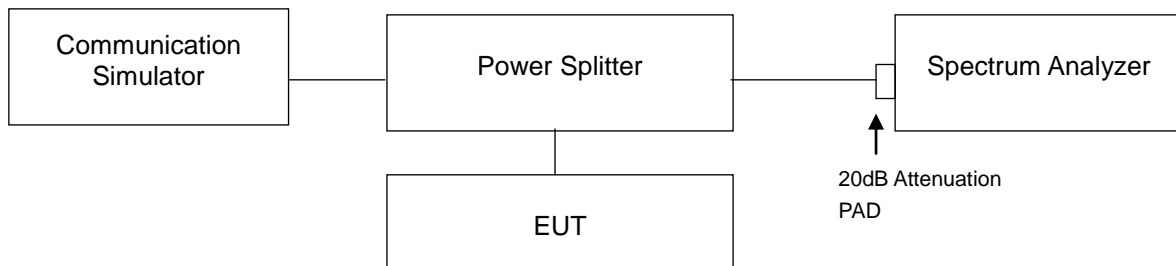 Communication
Simulator
Power Splitter
Spectrum Analyzer
20dB Attenuation
PAD
EUT